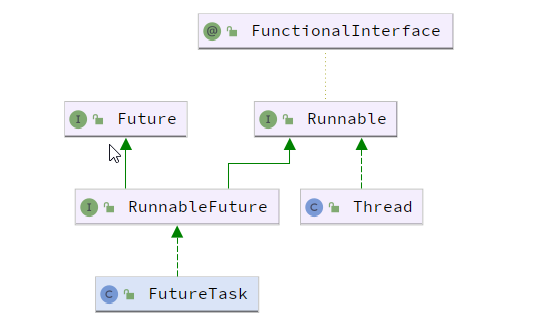 @ FunctionalInterface
I Future
I Runnable
I RunnableFuture
C Thread
C FutureTask